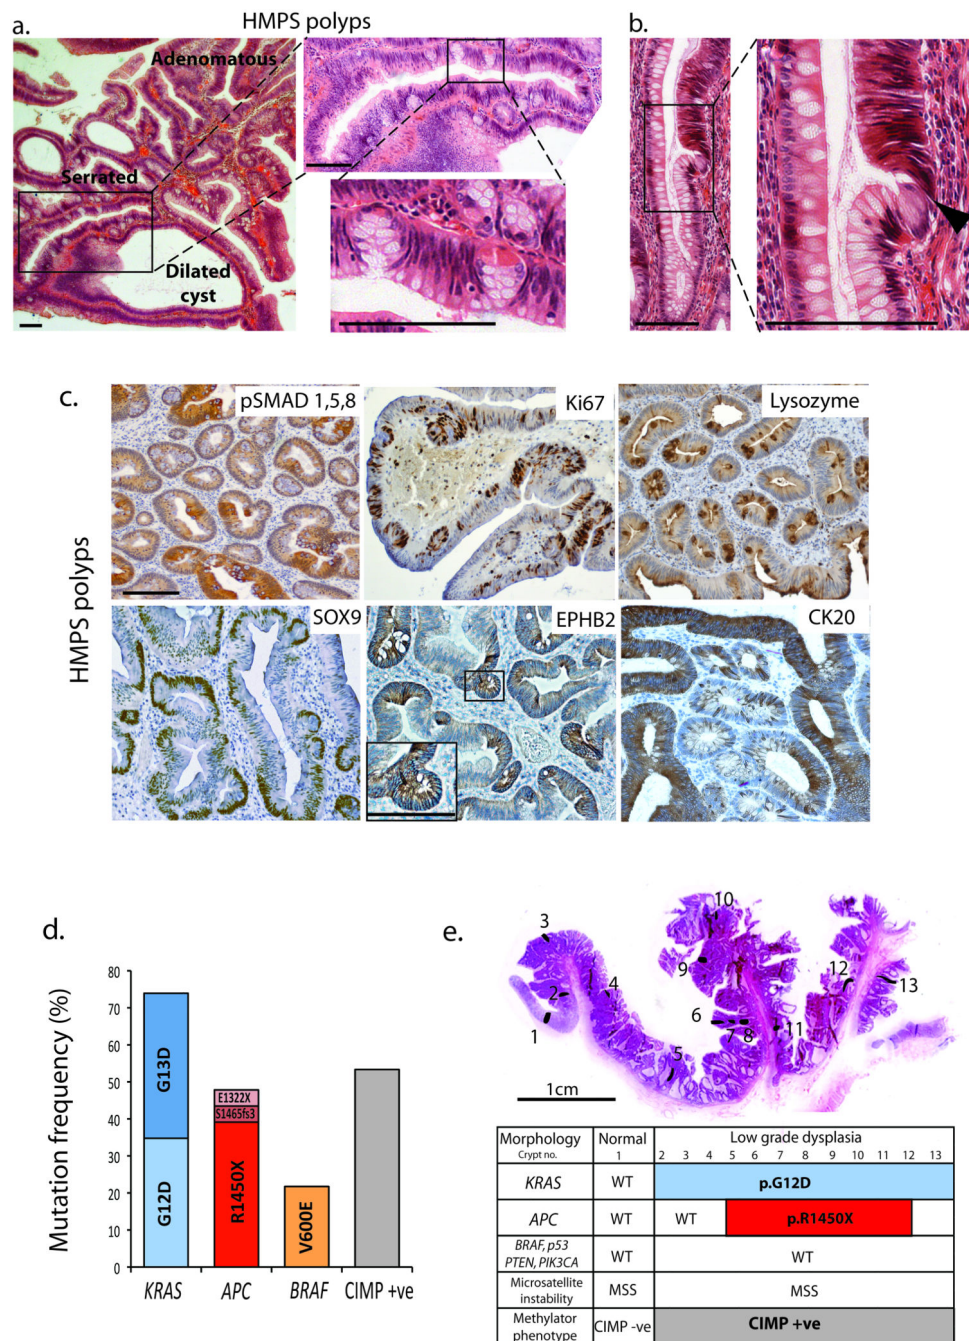 HMPS polyps
a.
Adenomatous
Serrated
Dilated
cyst
b.
c.
HMPS polyps
pSMAD 1,5,8
Ki67
Lysozyme
SOX9
EPHB2
CK20
d.
Mutation frequency (%)
80
70
60
50
40
30
20
10
0
G13D
G12D
E1322X
S1465fs3
R1450X
V600E
KRAS
APC
BRAF
CIMP +ve
e.
1
2
3
4
5
6
7
8
9
10
11
12
13
1cm
Morphology Normal Low grade dysplasia
Crypt no. 1 2 3 4 5 6 7 8 9 10 11 12 13
KRAS WT p.G12D
APC WT WT p.R1450X
BRAF, p53
PTEN, PIK3CA WT WT
Microsatellite
instability MSS MSS
Methylator
phenotype CIMP -ve CIMP +ve